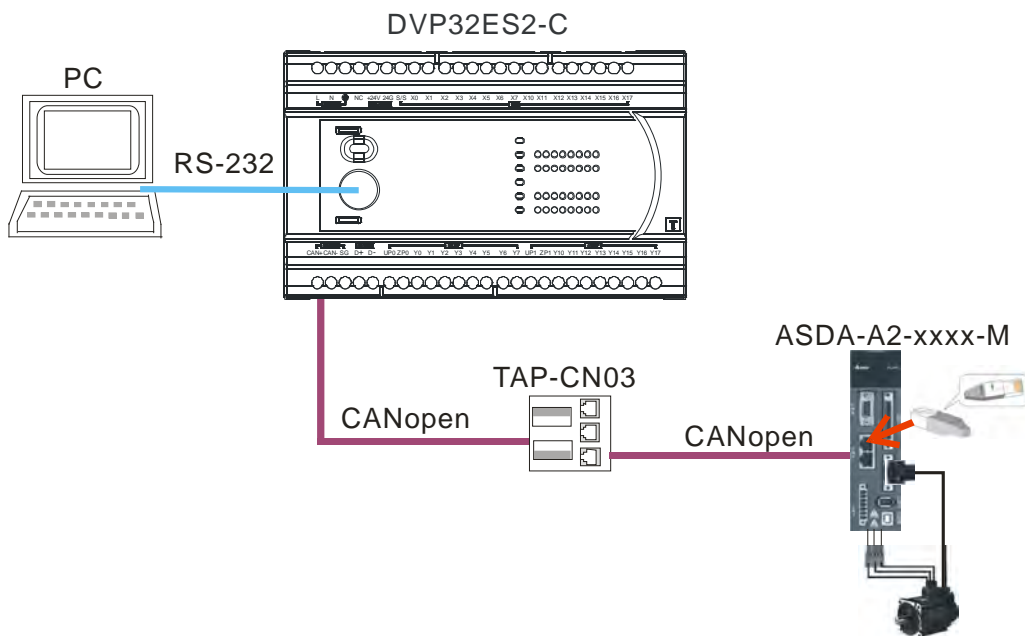 DVP32ES2-C
PC
L N NC +24V 24G S/S X0 X1 X2 X3 X4 X5 X6 X7 X10 X11 X12 X13 X14 X15 X16 X17
RS-232
T
CAN+ CAN- SG D+ D- UP0 ZP0 Y0 Y1 Y2 Y3 Y4 Y5 Y6 Y7 UP1 ZP1 Y10 Y11 Y12 Y13 Y14 Y15 Y16 Y17
ASDA-A2-xxxx-M
TAP-CN03
CANopen
CANopen